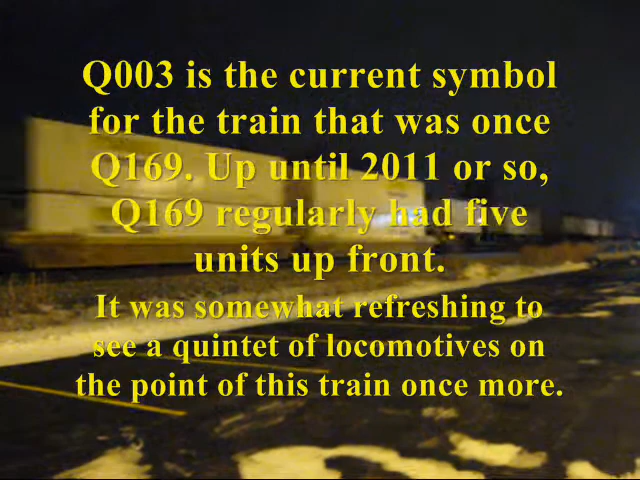 Q003 is the current symbol
for the train that was once
Q169. Up until 2011 or so,
Q169 regularly had five
units up front.
It was somewhat refreshing to
see a quintet of locomotives on
the point of this train once more.